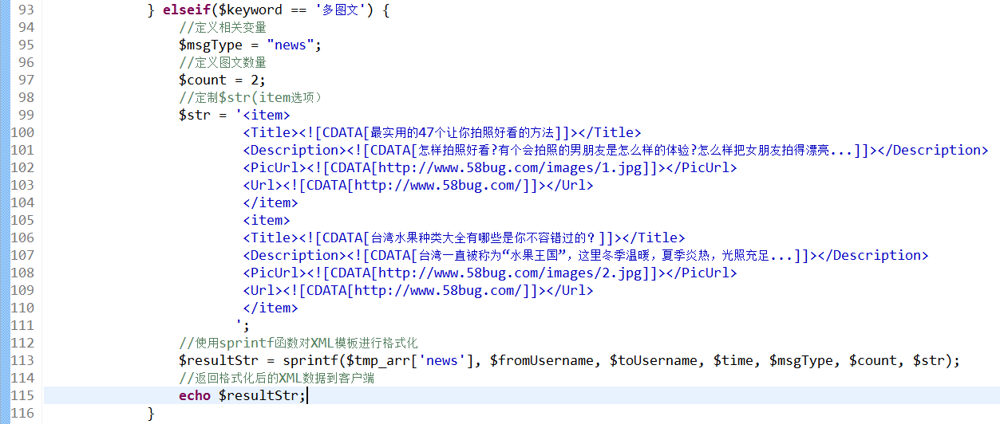 93 } elseif($keyword == '多图文') {
94 //定义相关变量
95 $msgType = "news";
96 //定义图文数量
97 $count = 2;
98 //定制$str(item选项）
99 $str = '<item>
100 <Title><![CDATA[最实用的47个让你拍照好看的方法]]></Title>
101 <Description><![CDATA[怎样拍照好看?有个会拍照的男朋友是怎么样的体验?怎么样把女朋友拍得漂亮...]]></Description>
102 <PicUrl><![CDATA[http://www.58bug.com/images/1.jpg]]></PicUrl>
103 <Url><![CDATA[http://www.58bug.com/]]></Url>
104 </item>
105 <item>
106 <Title><![CDATA[台湾水果种类大全有哪些是你不容错过的？]]></Title>
107 <Description><![CDATA[台湾一直被称为“水果王国”，这里冬季温暖，夏季炎热，光照充足...]]></Description>
108 <PicUrl><![CDATA[http://www.58bug.com/images/2.jpg]]></PicUrl>
109 <Url><![CDATA[http://www.58bug.com/]]></Url>
110 </item>
111 ';
112 //使用sprintf函数对XML模板进行格式化
113 $resultStr = sprintf($tmp_arr['news'], $fromUsername, $toUsername, $time, $msgType, $count, $str);
114 //返回格式化后的XML数据到客户端
115 echo $resultStr;
116 }